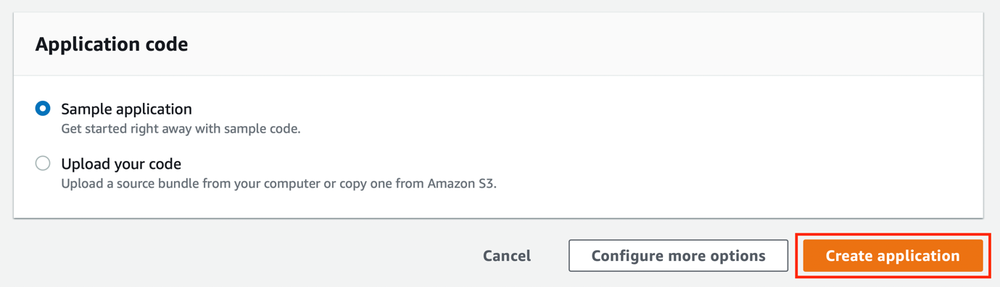 Application code
Sample application
Get started right away with sample code.
Upload your code
Upload a source bundle from your computer or copy one from Amazon S3.
Cancel
Configure more options
Create application